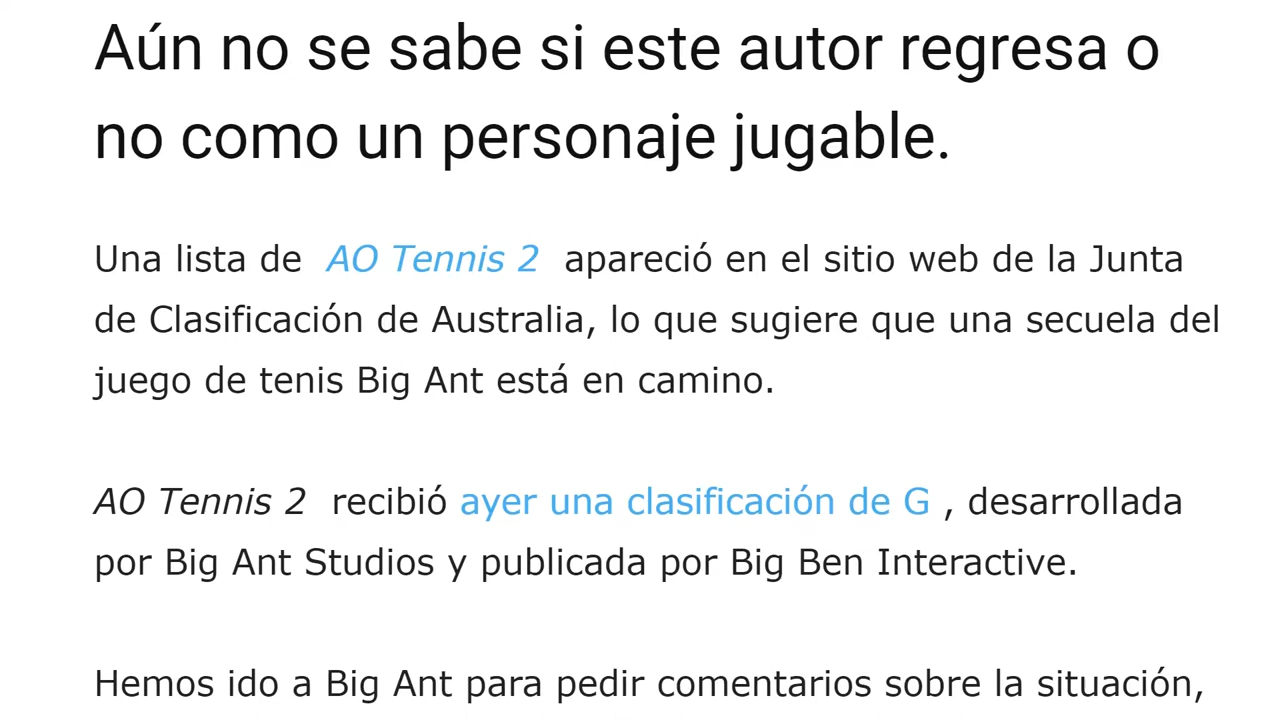 Aún no se sabe si este autor regresa o
no como un personaje jugable.
Una lista de AO Tennis 2 apareció en el sitio web de la Junta
de Clasificación de Australia, lo que sugiere que una secuela del
juego de tenis Big Ant está en camino.
AO Tennis 2 recibió ayer una clasificación de G , desarrollada
por Big Ant Studios y publicada por Big Ben Interactive.
Hemos ido a Big Ant para pedir comentarios sobre la situación,